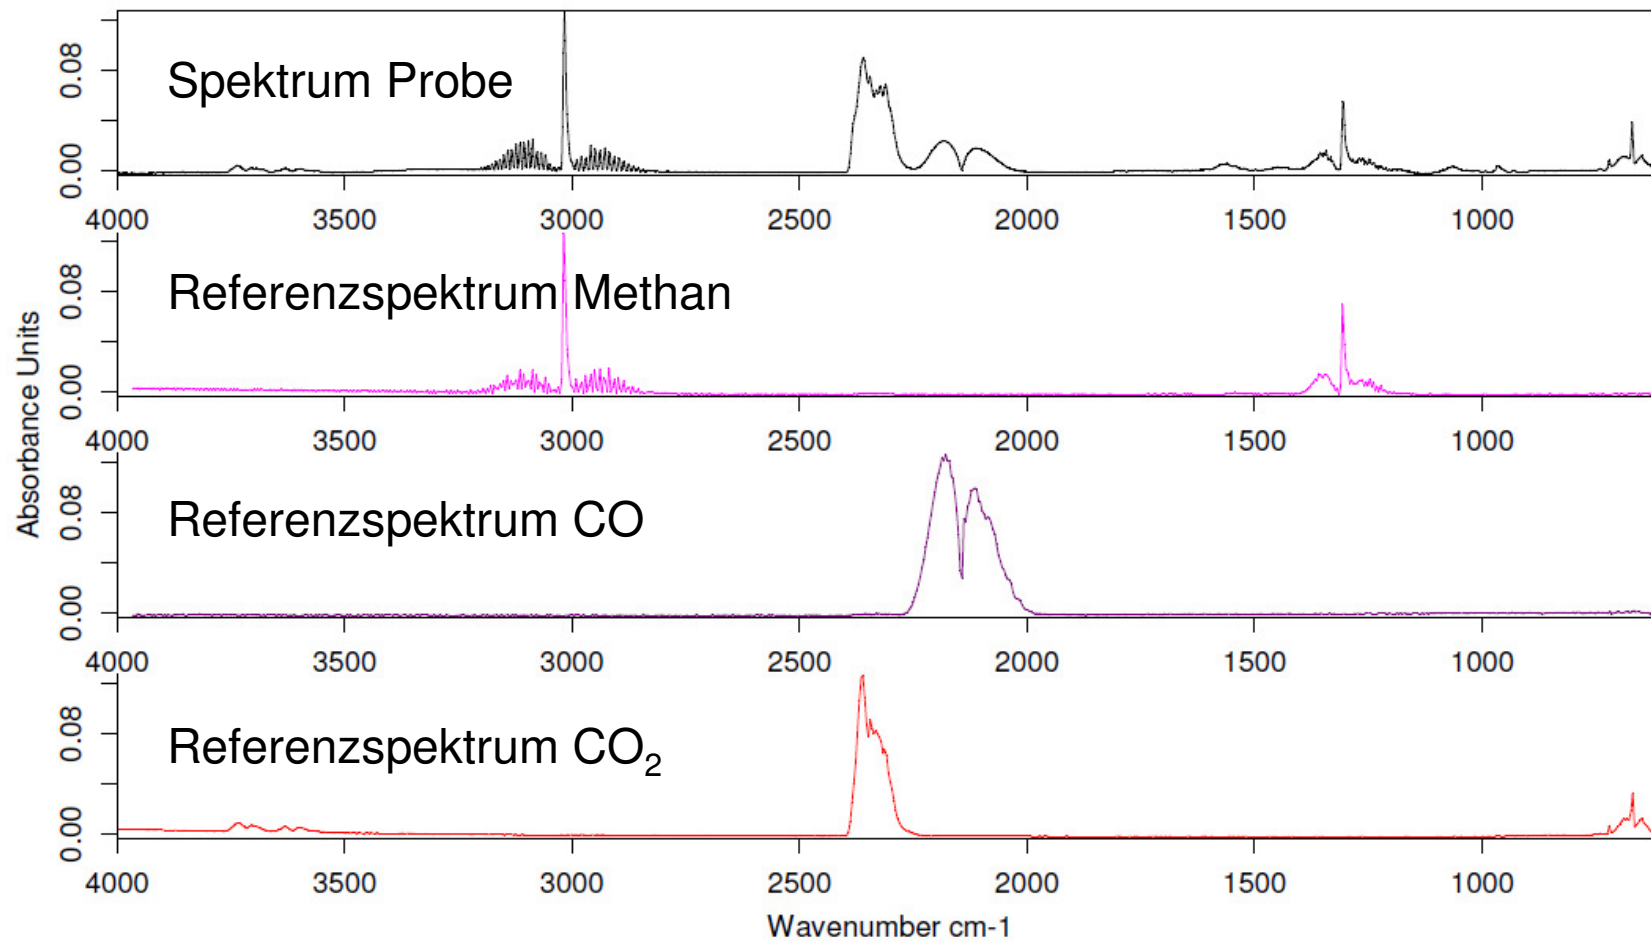 0.08
0.00
Spektrum Probe
4000 3500 3000 2500 2000 1500 1000
0.08
0.00
Referenzspektrum Methan
4000 3500 3000 2500 2000 1500 1000
Absorbance Units
0.08
0.00
Referenzspektrum CO
4000 3500 3000 2500 2000 1500 1000
0.08
0.00
Referenzspektrum CO₂
4000 3500 3000 2500 2000 1500 1000
Wavenumber cm-1